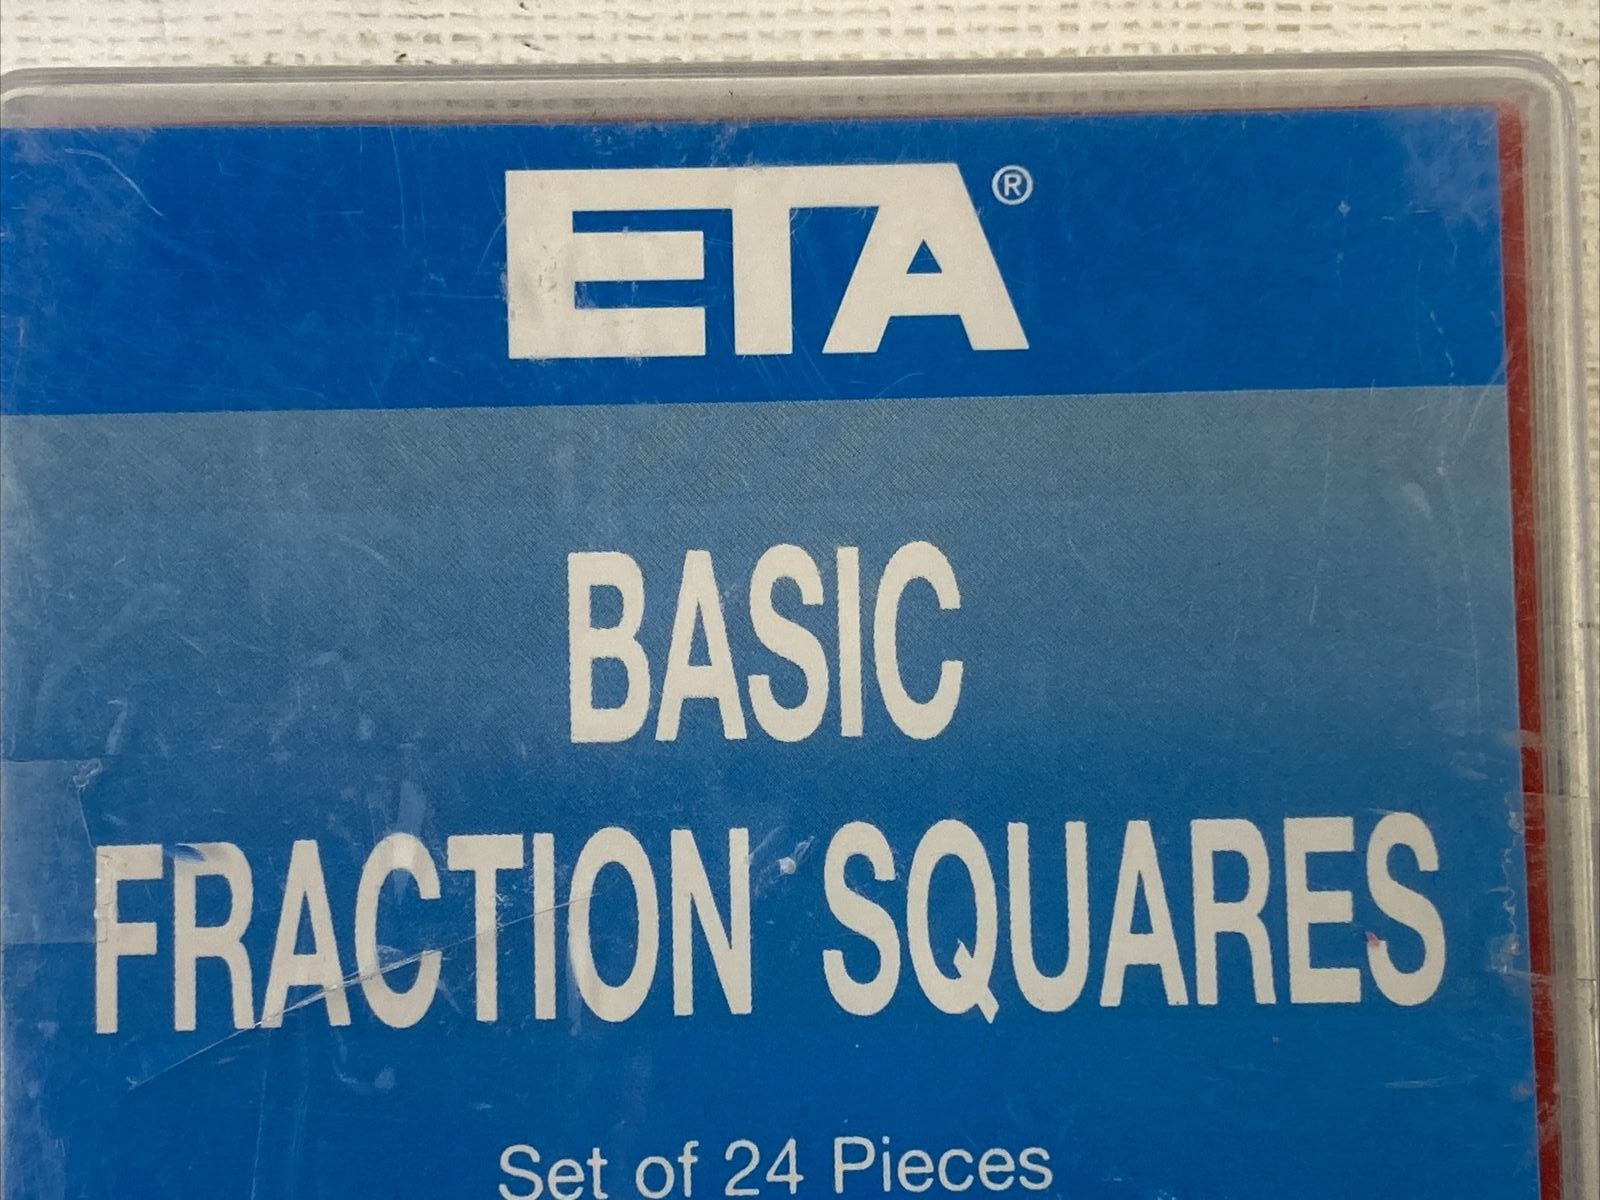 ETA®
BASIC
FRACTION SQUARES
Set of 24 Pieces